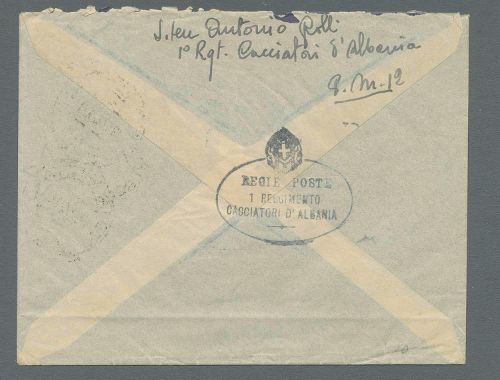 S.ten Antonio Rolli
1° Rgt. Cacciatori d'Albania
P.M. 12
REGIE POSTE
1 REGGIMENTO
CACCIATORI D'ALBANIA